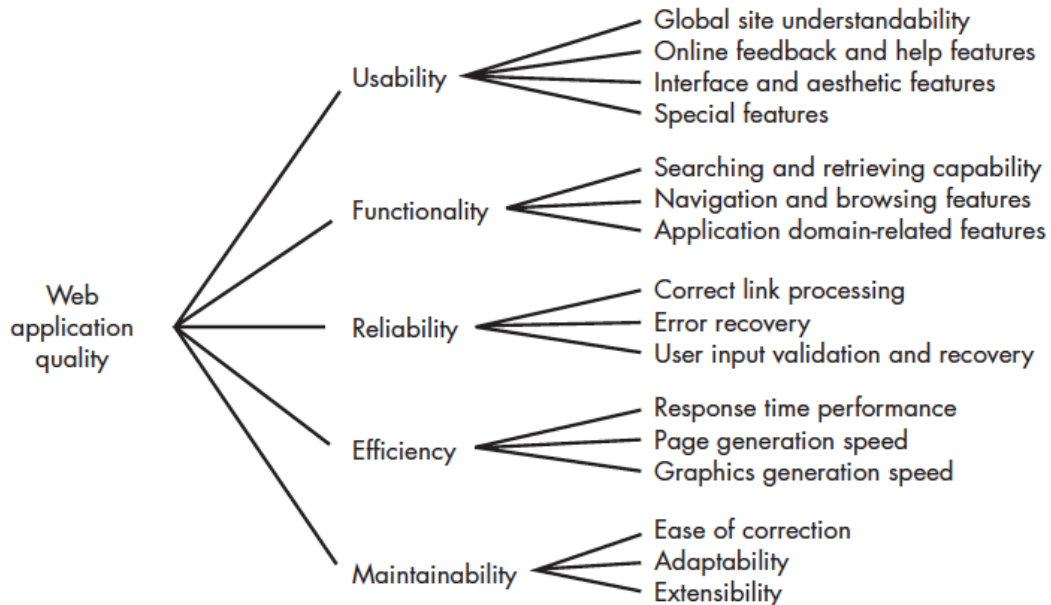 Web
application
quality
Usability
Global site understandability
Online feedback and help features
Interface and aesthetic features
Special features
Functionality
Searching and retrieving capability
Navigation and browsing features
Application domain-related features
Reliability
Correct link processing
Error recovery
User input validation and recovery
Efficiency
Response time performance
Page generation speed
Graphics generation speed
Maintainability
Ease of correction
Adaptability
Extensibility